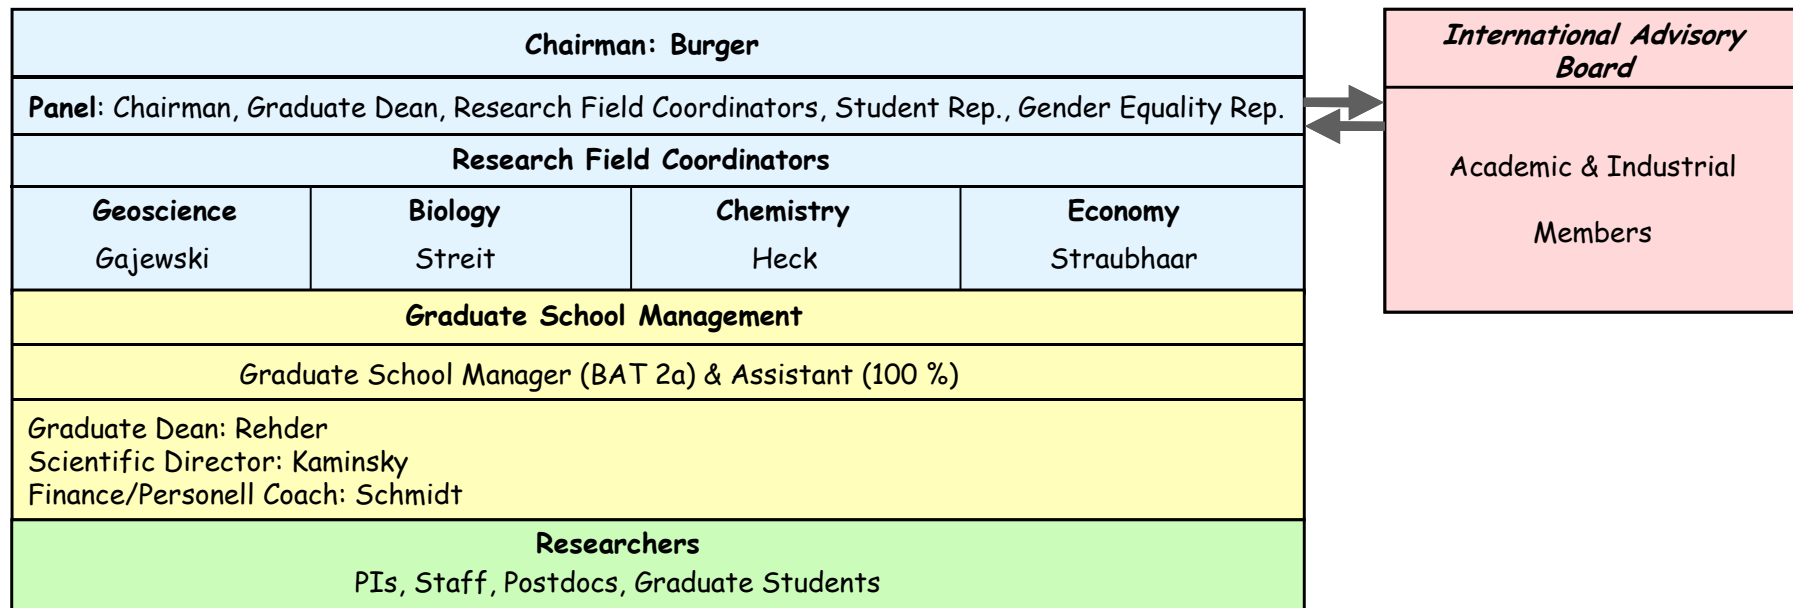 Chairman: Burger
Panel: Chairman, Graduate Dean, Research Field Coordinators, Student Rep., Gender Equality Rep.
Research Field Coordinators
Geoscience
Gajewski
Biology
Streit
Chemistry
Heck
Economy
Straubhaar
Graduate School Management
Graduate School Manager (BAT 2a) & Assistant (100 %)
Graduate Dean: Rehder
Scientific Director: Kaminsky
Finance/Personell Coach: Schmidt
Researchers
PIs, Staff, Postdocs, Graduate Students
International Advisory
Board
Academic & Industrial
Members